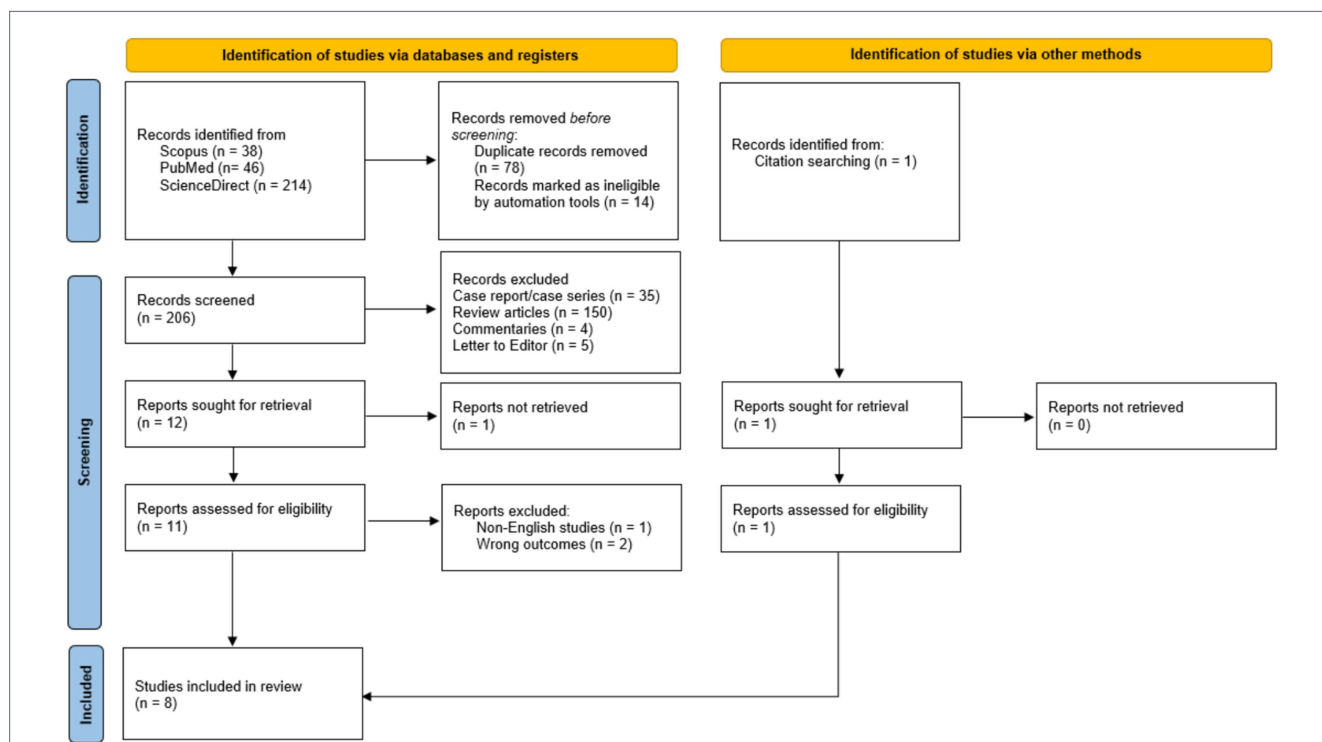 Identification of studies via databases and registers
Identification of studies via other methods
Identification
Records identified from
Scopus (n = 38)
PubMed (n= 46)
ScienceDirect (n = 214)
Records removed before
screening:
Duplicate records removed
(n = 78)
Records marked as ineligible
by automation tools (n = 14)
Records identified from:
Citation searching (n = 1)
Screening
Records screened
(n = 206)
Records excluded
Case report/case series (n = 35)
Review articles (n = 150)
Commentaries (n = 4)
Letter to Editor (n = 5)
Reports sought for retrieval
(n = 12)
Reports not retrieved
(n = 1)
Reports sought for retrieval
(n = 1)
Reports not retrieved
(n = 0)
Reports assessed for eligibility
(n = 11)
Reports excluded:
Non-English studies (n = 1)
Wrong outcomes (n = 2)
Reports assessed for eligibility
(n = 1)
Included
Studies included in review
(n = 8)